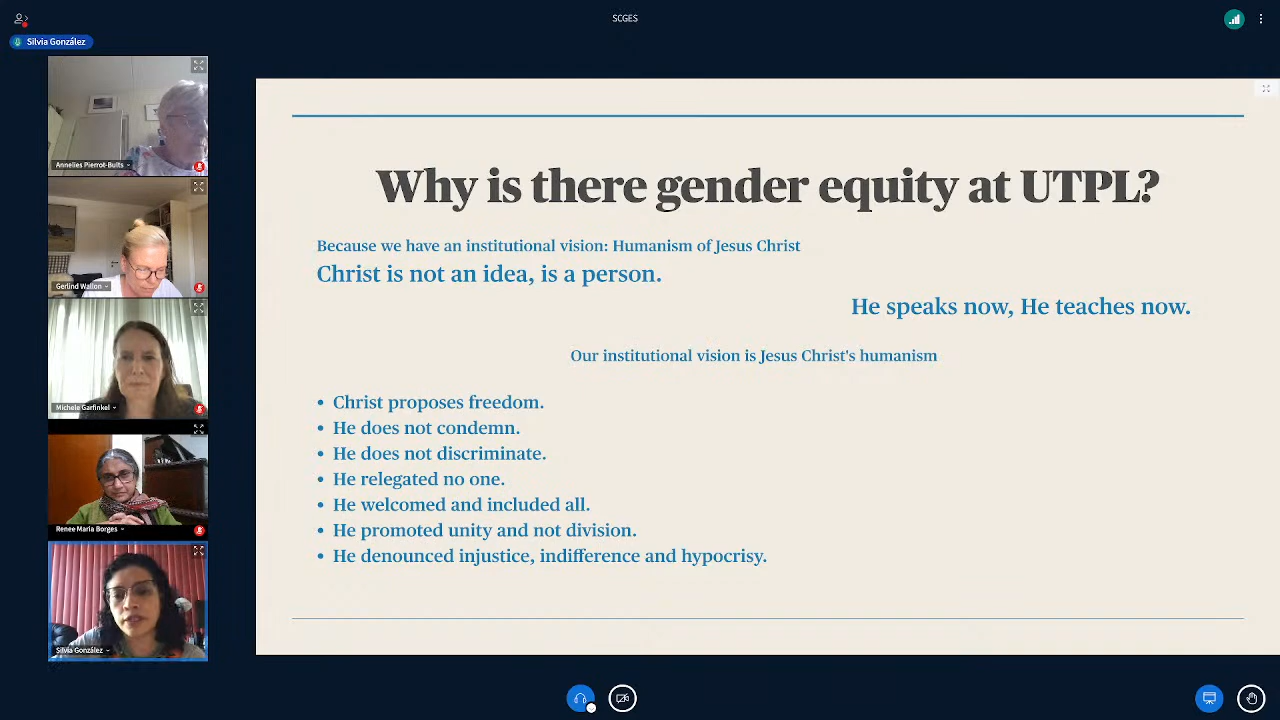 SCGES
Silvia González
Annelies Pierrot-Bults
Gerlind Wallon
Michele Garfinkel
Renee Maria Borges
Silvia González
Why is there gender equity at UTPL?
Because we have an institutional vision: Humanism of Jesus Christ
Christ is not an idea, is a person.
He speaks now, He teaches now.
Our institutional vision is Jesus Christ's humanism
• Christ proposes freedom.
• He does not condemn.
• He does not discriminate.
• He relegated no one.
• He welcomed and included all.
• He promoted unity and not division.
• He denounced injustice, indifference and hypocrisy.